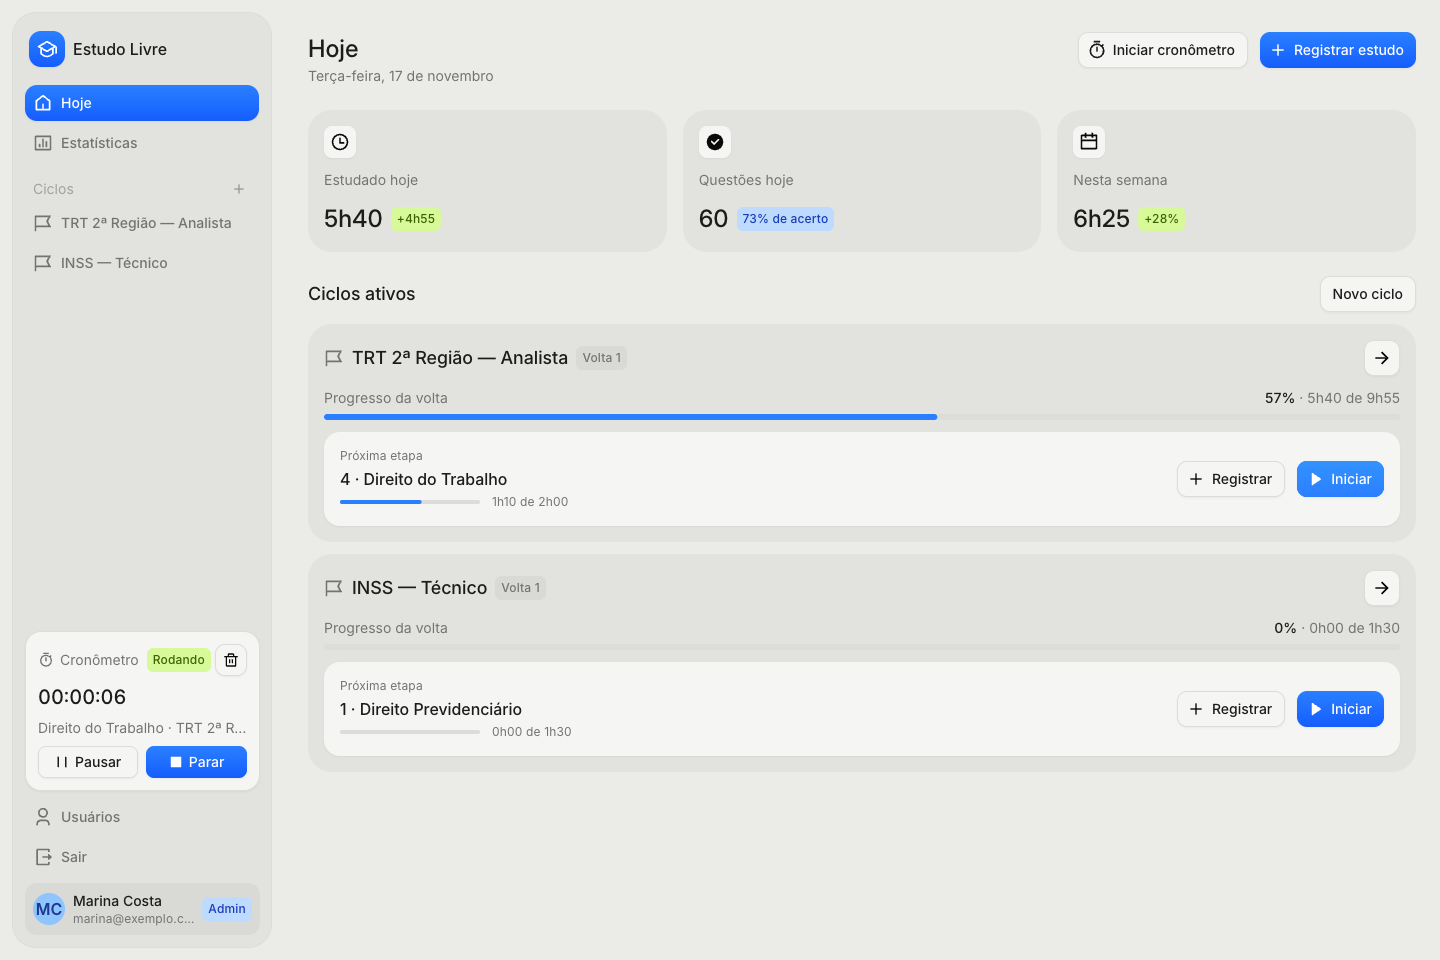 Estudo Livre
Hoje
Estatísticas
Ciclos
TRT 2ª Região — Analista
INSS — Técnico
Cronômetro Rodando
00:00:06
Direito do Trabalho · TRT 2ª R...
Pausar Parar
Usuários
Sair
MC
Marina Costa
marina@exemplo.c...
Admin
Hoje
Terça-feira, 17 de novembro
Iniciar cronômetro
Registrar estudo
Estudado hoje
5h40 +4h55
Questões hoje
60 73% de acerto
Nesta semana
6h25 +28%
Ciclos ativos
Novo ciclo
TRT 2ª Região — Analista Volta 1
Progresso da volta 57% · 5h40 de 9h55
Próxima etapa
4 · Direito do Trabalho
1h10 de 2h00
Registrar Iniciar
INSS — Técnico Volta 1
Progresso da volta 0% · 0h00 de 1h30
Próxima etapa
1 · Direito Previdenciário
0h00 de 1h30
Registrar Iniciar